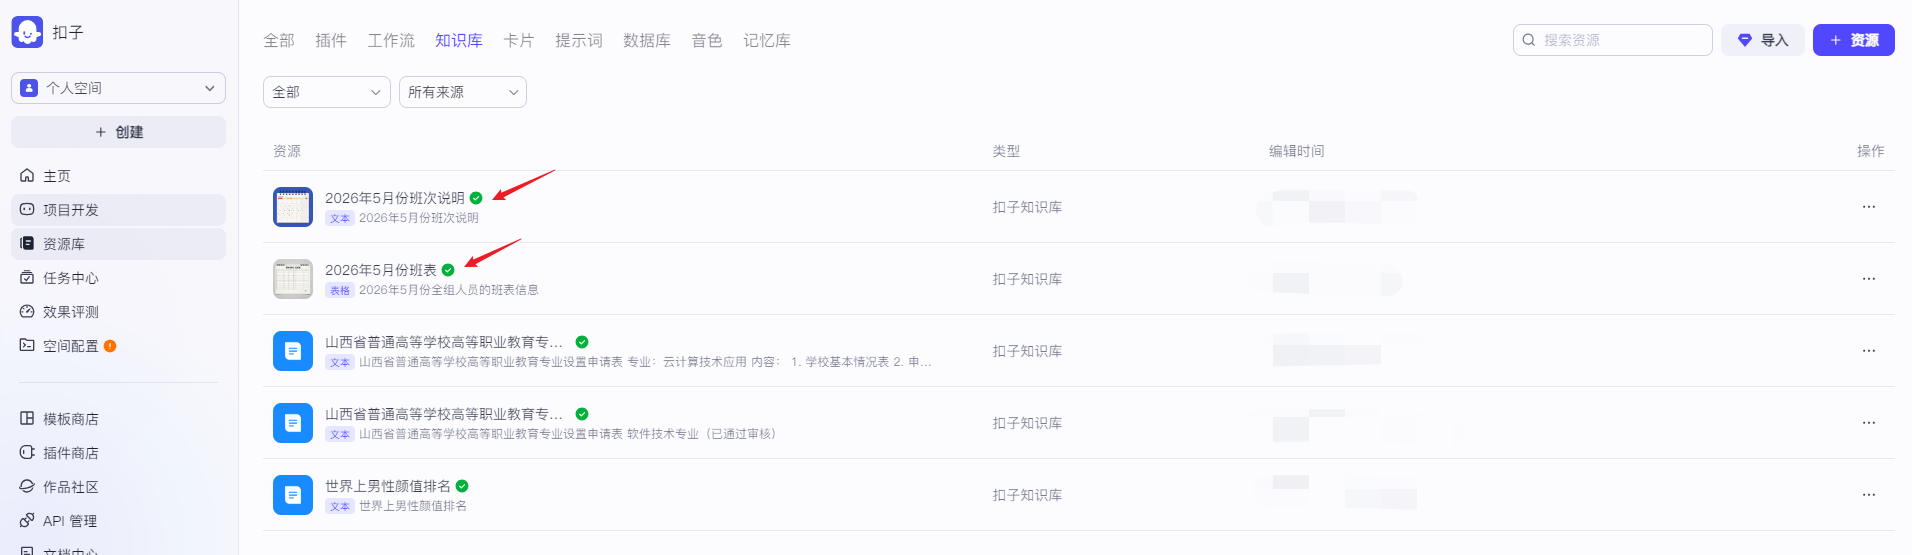 扣子
个人空间
+ 创建
主页
项目开发
资源库
任务中心
效果评测
空间配置
模板商店
插件商店
作品社区
API 管理
文档中心
全部 插件 工作流 知识库 卡片 提示词 数据库 音色 记忆库
搜索资源
导入
+ 资源
全部
所有来源
资源 类型 编辑时间 操作
2026年5月份班次说明
文本 2026年5月份班次说明
扣子知识库
2026年5月份班表
表格 2026年5月份全组人员的班表信息
扣子知识库
山西省普通高等学校高等职业教育专...
文本 山西省普通高等学校高等职业教育专业设置申请表 专业：云计算技术应用 内容： 1. 学校基本情况表 2. 申...
扣子知识库
山西省普通高等学校高等职业教育专...
文本 山西省普通高等学校高等职业教育专业设置申请表 软件技术专业（已通过审核）
扣子知识库
世界上男性颜值排名
文本 世界上男性颜值排名
扣子知识库